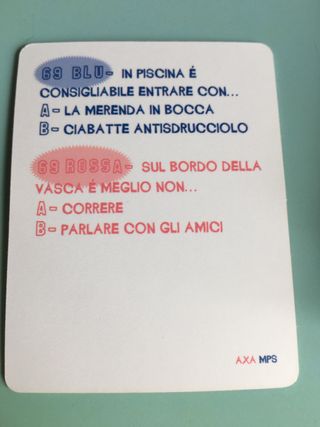 69 BLU- IN PISCINA É
CONSIGLIABILE ENTRARE CON...
A- LA MERENDA IN BOCCA
B- CIABATTE ANTISDRUCCIOLO
69 ROSSA- SUL BORDO DELLA
VASCA É MEGLIO NON...
A- CORRERE
B- PARLARE CON GLI AMICI
AXA MPS